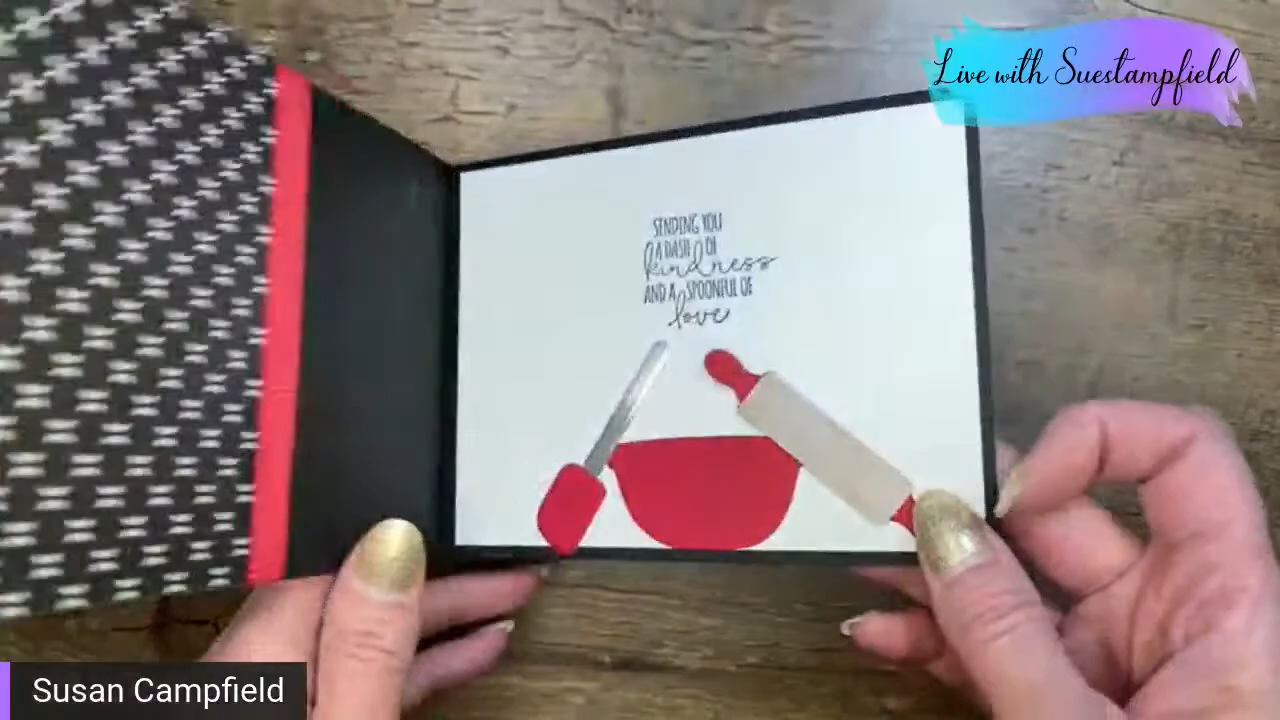 Live with Suestampfield
SENDING YOU
A DASH OF
kindness
AND A SPOONFUL OF
love
Susan Campfield